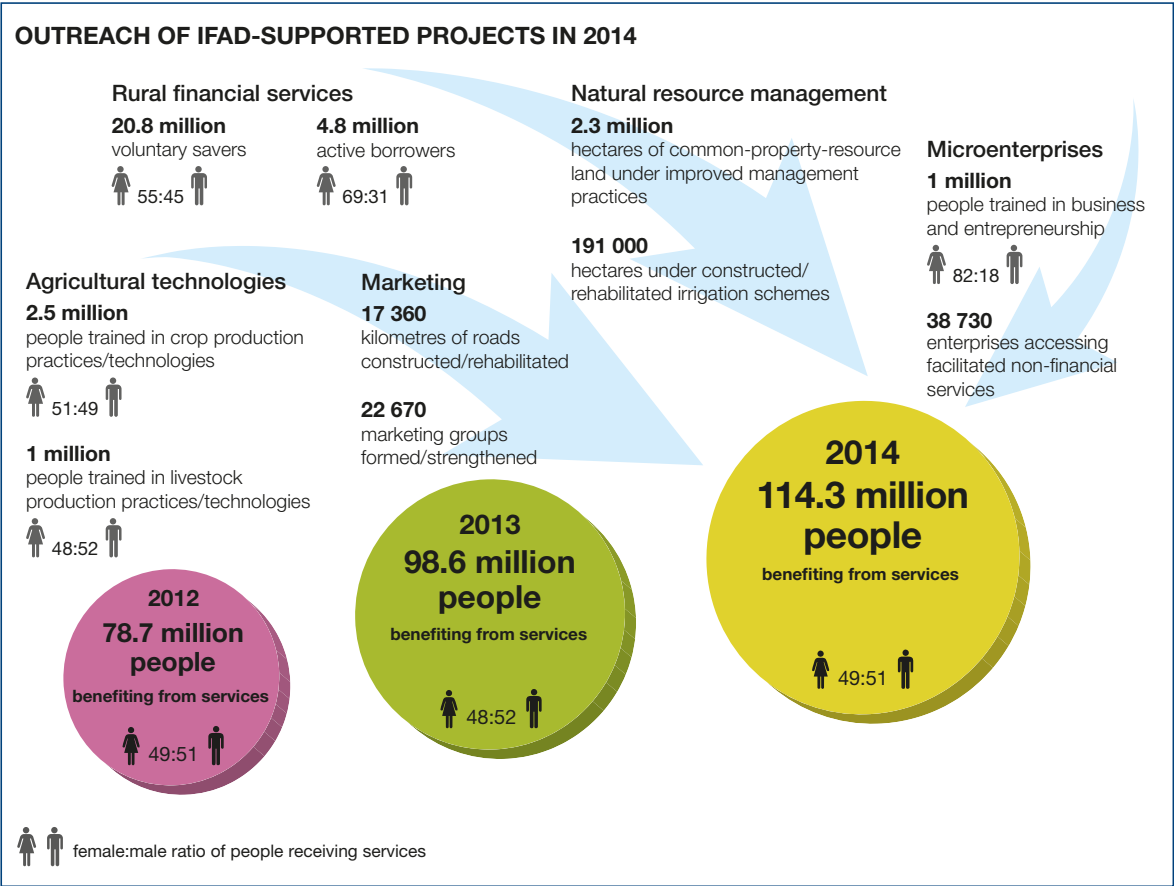 OUTREACH OF IFAD-SUPPORTED PROJECTS IN 2014
Rural financial services
20.8 million
voluntary savers
55:45
4.8 million
active borrowers
69:31
Natural resource management
2.3 million
hectares of common-property-resource
land under improved management
practices
191 000
hectares under constructed/
rehabilitated irrigation schemes
Microenterprises
1 million
people trained in business
and entrepreneurship
82:18
38 730
enterprises accessing
facilitated non-financial
services
Agricultural technologies
2.5 million
people trained in crop production
practices/technologies
51:49
1 million
people trained in livestock
production practices/technologies
48:52
Marketing
17 360
kilometres of roads
constructed/rehabilitated
22 670
marketing groups
formed/strengthened
2012
78.7 million
people
benefiting from services
49:51
2013
98.6 million
people
benefiting from services
48:52
2014
114.3 million
people
benefiting from services
49:51
female:male ratio of people receiving services